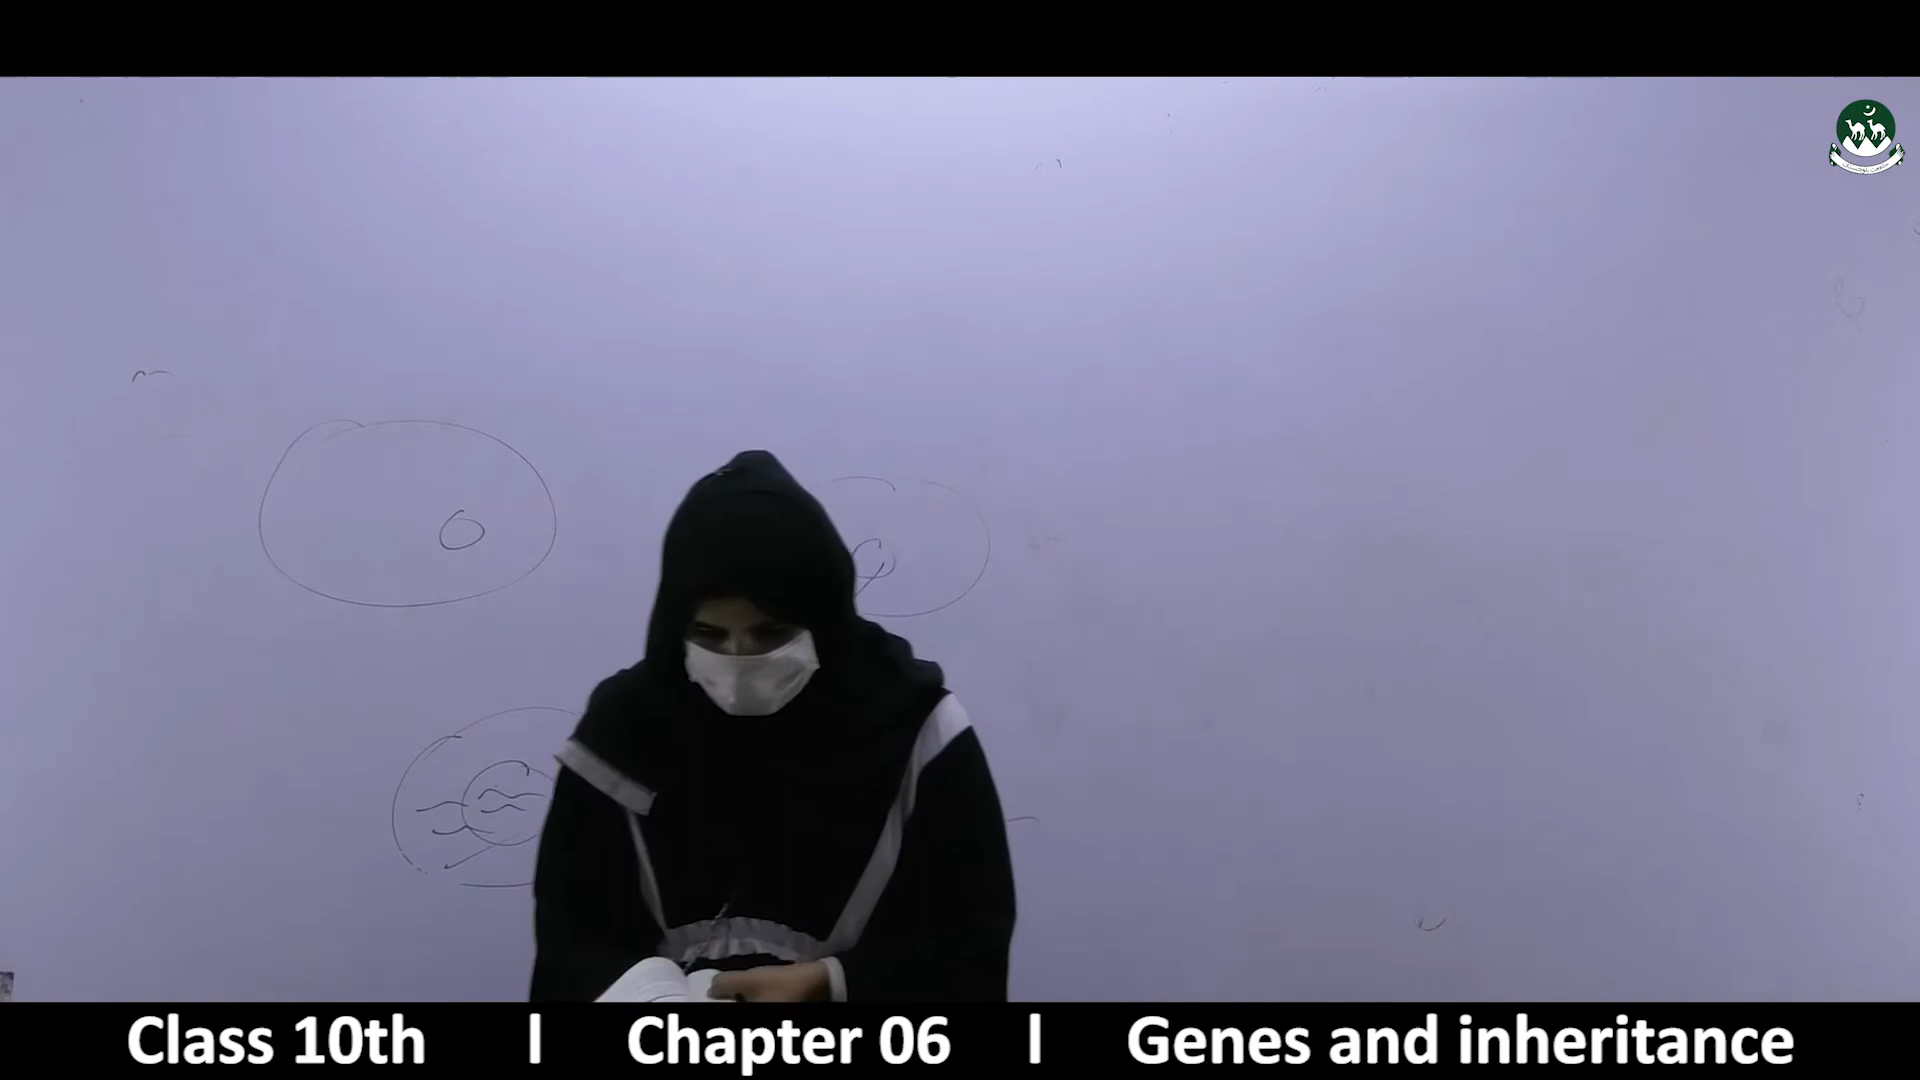 Class 10th | Chapter 06 | Genes and inheritance